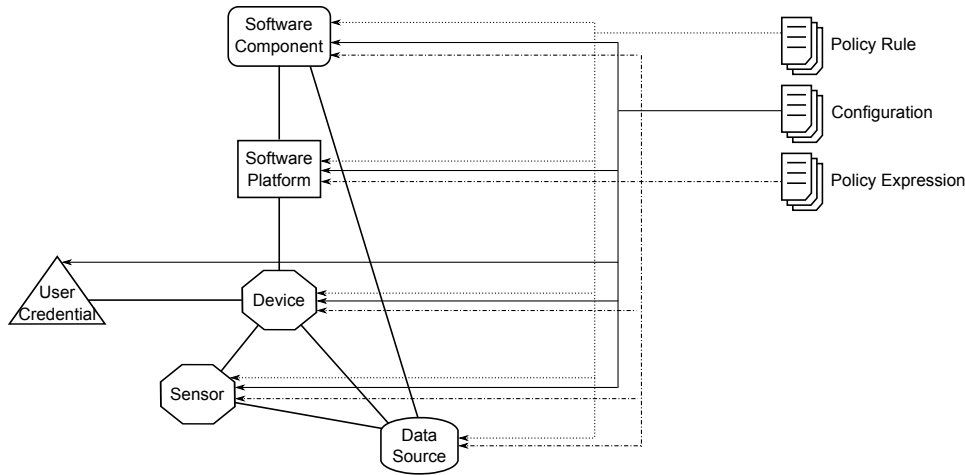 Software
Component
Policy Rule
Configuration
Software
Platform
Policy Expression
User
Credential
Device
Sensor
Data
Source